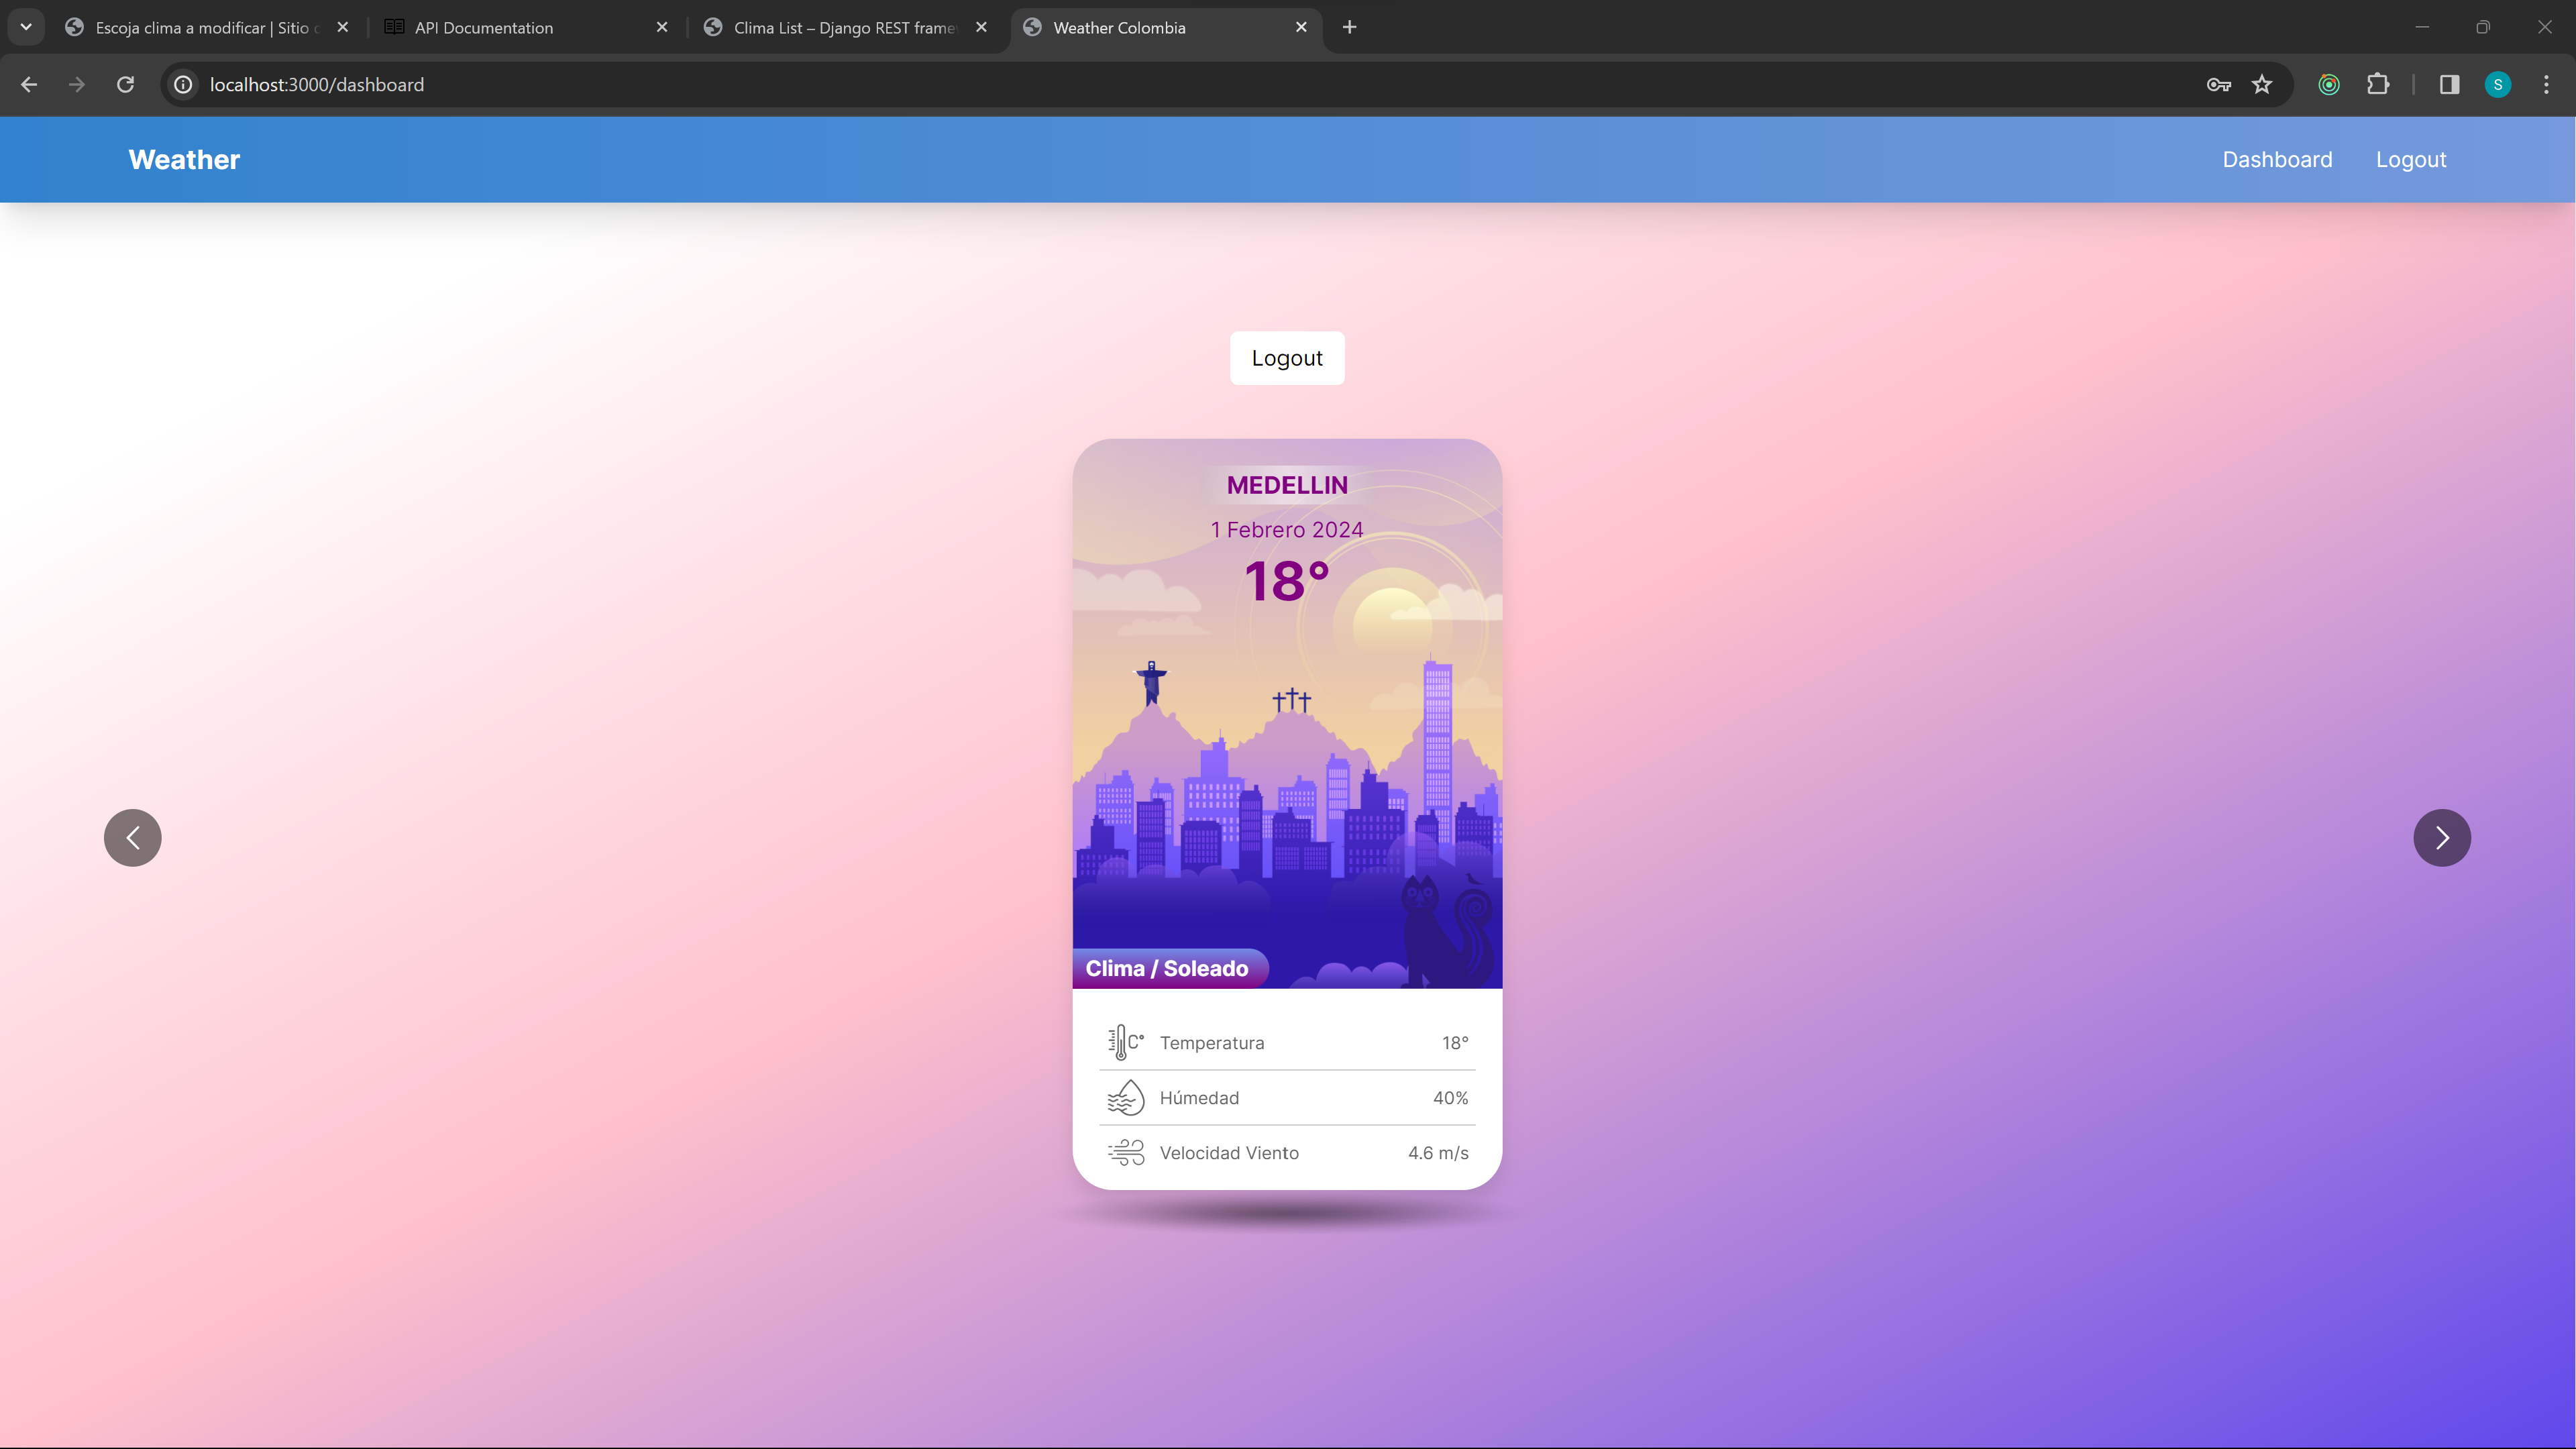 Escoja clima a modificar | Sitio
API Documentation
Clima List – Django REST frame
Weather Colombia
localhost:3000/dashboard
S
Weather
Dashboard
Logout
Logout
MEDELLIN
1 Febrero 2024
18°
Clima / Soleado
C° Temperatura 18°
Húmedad 40%
Velocidad Viento 4.6 m/s